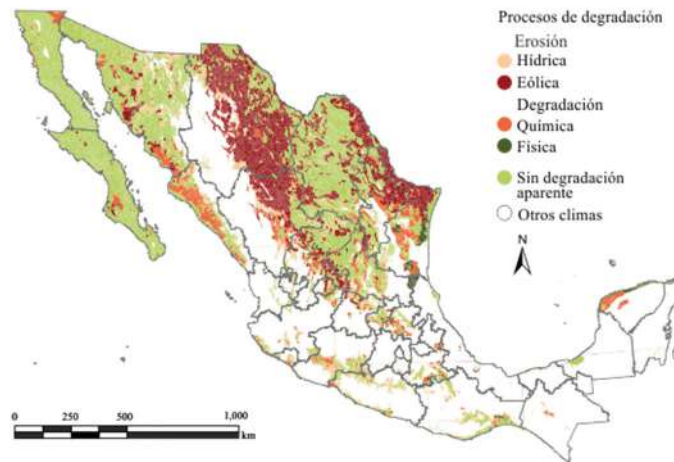 Procesos de degradación
Erosión
Hídrica
Eólica
Degradación
Química
Física
Sin degradación
aparente
Otros climas
N
0 250 500 1,000
km